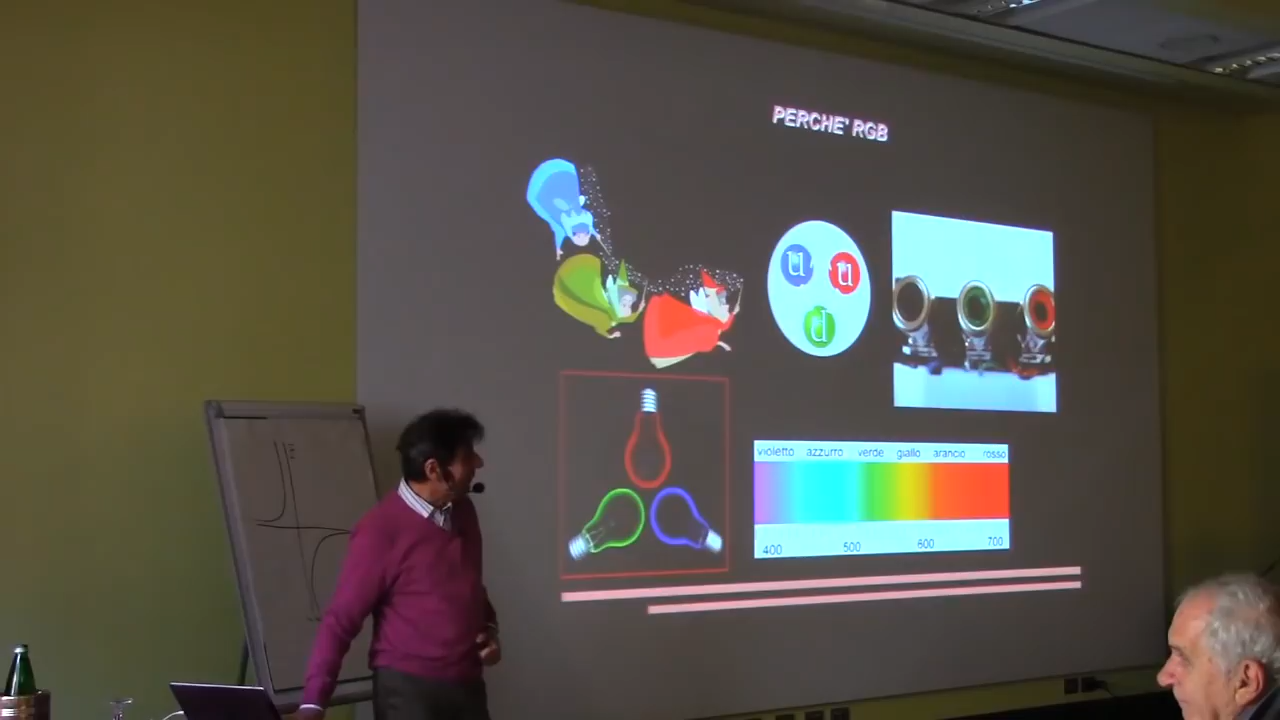 PERCHE' RGB
u u
d
violetto azzurro verde giallo arancio rosso
400 500 600 700